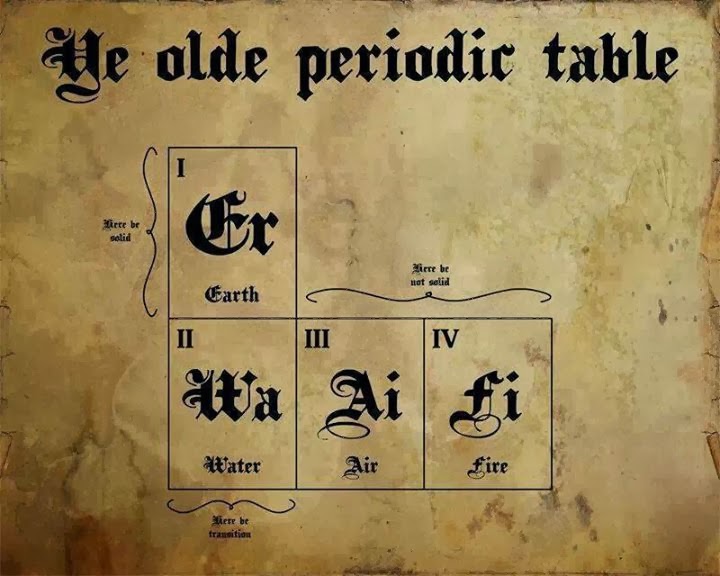 Ye olde periodic table
I
Er
Earth
Here be
solid
Here be
not solid
II
Wa
Water
III
Ai
Air
IV
Fi
Fire
Here be
transition